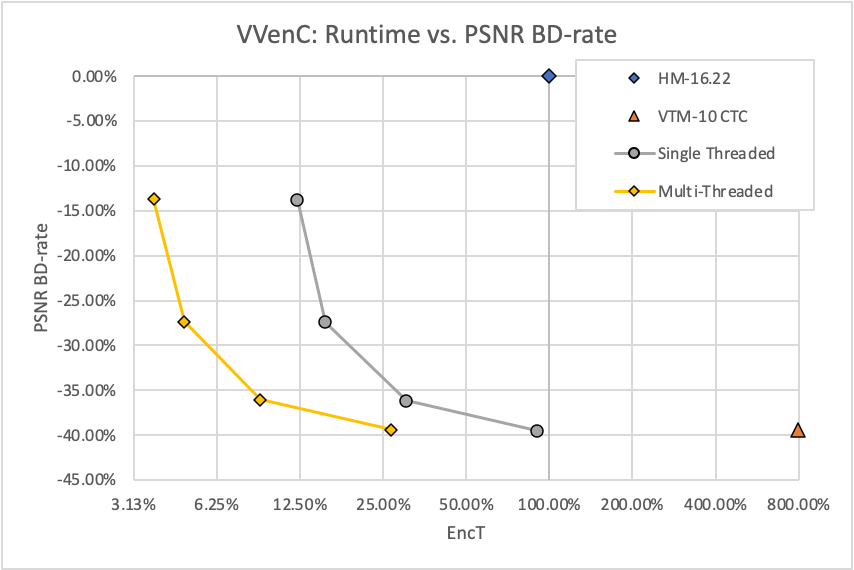 VVenC: Runtime vs. PSNR BD-rate
0.00%
-5.00%
-10.00%
-15.00%
-20.00%
-25.00%
-30.00%
-35.00%
-40.00%
-45.00%
PSNR BD-rate
HM-16.22
VTM-10 CTC
Single Threaded
Multi-Threaded
3.13% 6.25% 12.50% 25.00% 50.00% 100.00% 200.00% 400.00% 800.00%
EncT